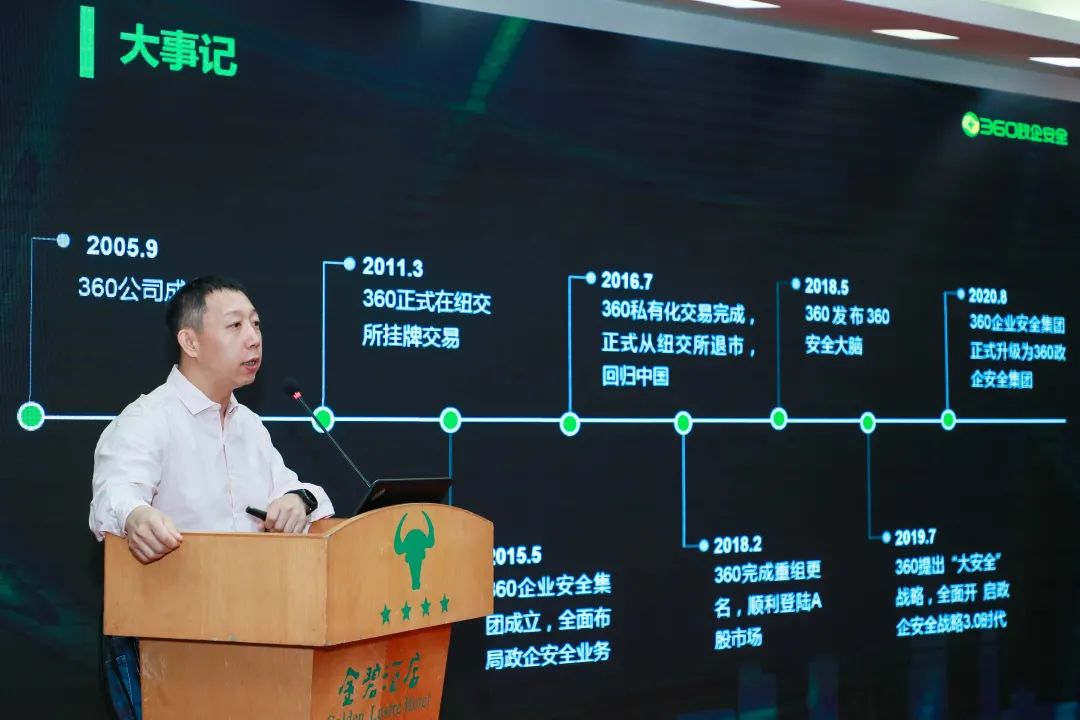 大事记
360政企安全
2005.9
360公司成
2011.3
360正式在纽交
所挂牌交易
2016.7
360私有化交易完成，
正式从纽交所退市，
回归中国
2018.5
360发布360
安全大脑
2020.8
360企业安全集团
正式升级为360政
企安全集团
2015.5
360企业安全集
团成立，全面布
局政企安全业务
2018.2
360完成重组更
名，顺利登陆A
股市场
2019.7
360提出“大安全”
战略，全面开 启政
企安全战略3.0时代
金碧酒店
Golden Lustre Hotel